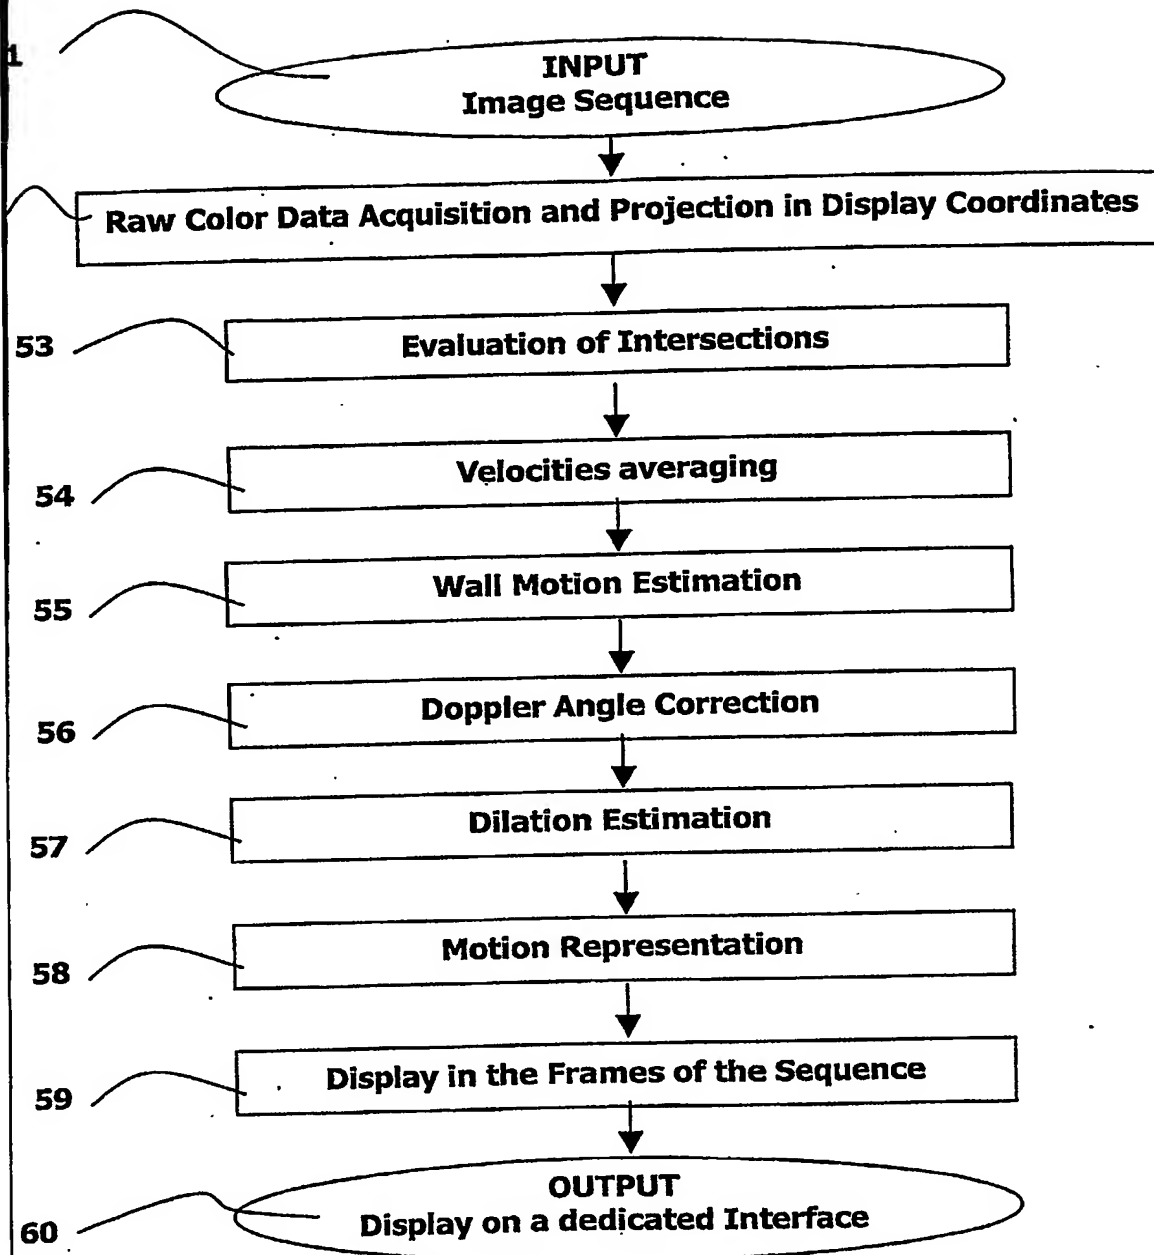 1
INPUT
Image Sequence
Raw Color Data Acquisition and Projection in Display Coordinates
53
Evaluation of Intersections
54
Velocities averaging
55
Wall Motion Estimation
56
Doppler Angle Correction
57
Dilation Estimation
58
Motion Representation
59
Display in the Frames of the Sequence
60
OUTPUT
Display on a dedicated Interface